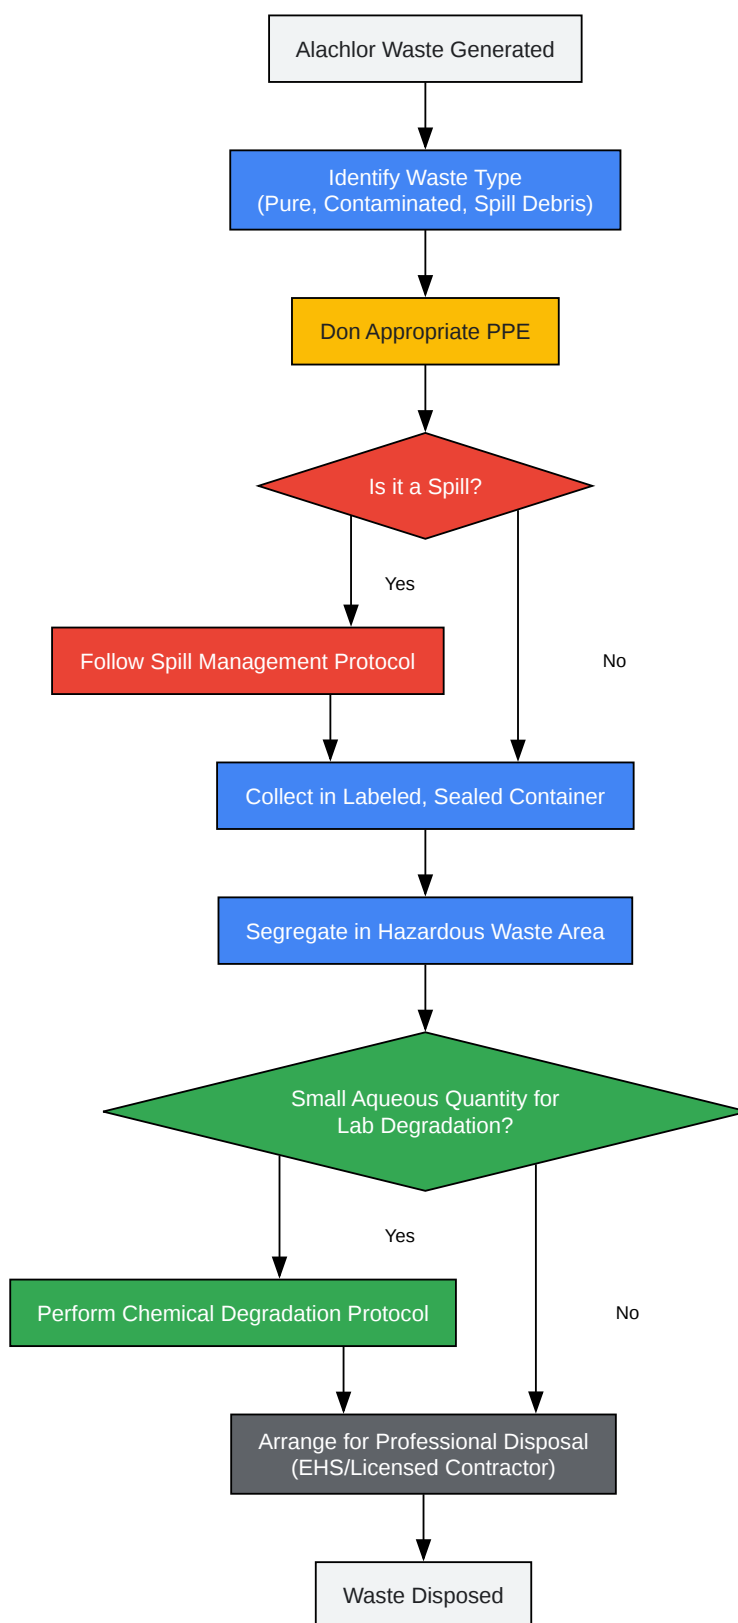 Alachlor Waste Generated
Identify Waste Type
(Pure, Contaminated, Spill Debris)
Don Appropriate PPE
Is it a Spill?
Yes
Follow Spill Management Protocol
No
Collect in Labeled, Sealed Container
Segregate in Hazardous Waste Area
Small Aqueous Quantity for
Lab Degradation?
Yes
Perform Chemical Degradation Protocol
No
Arrange for Professional Disposal
(EHS/Licensed Contractor)
Waste Disposed